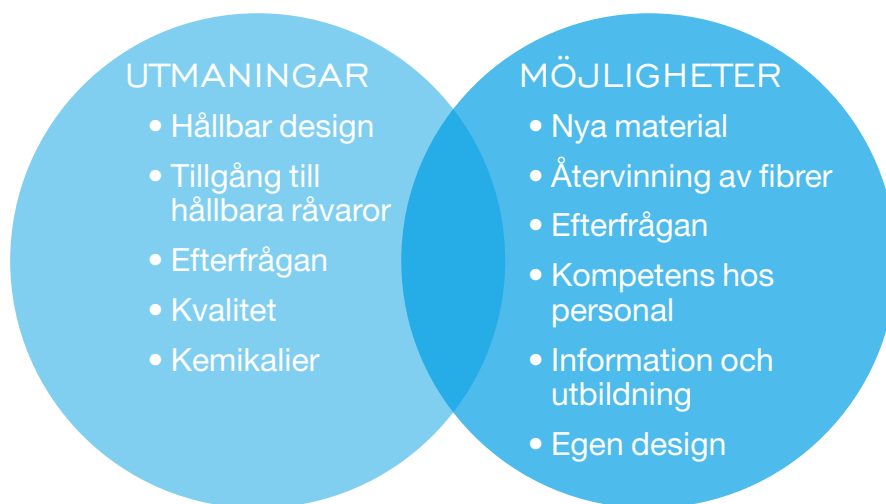 UTMANINGAR
• Hållbar design
• Tillgång till
hållbara råvaror
• Efterfrågan
• Kvalitet
• Kemikalier
MÖJLIGHETER
• Nya material
• Återvinning av fibrer
• Efterfrågan
• Kompetens hos
personal
• Information och
utbildning
• Egen design